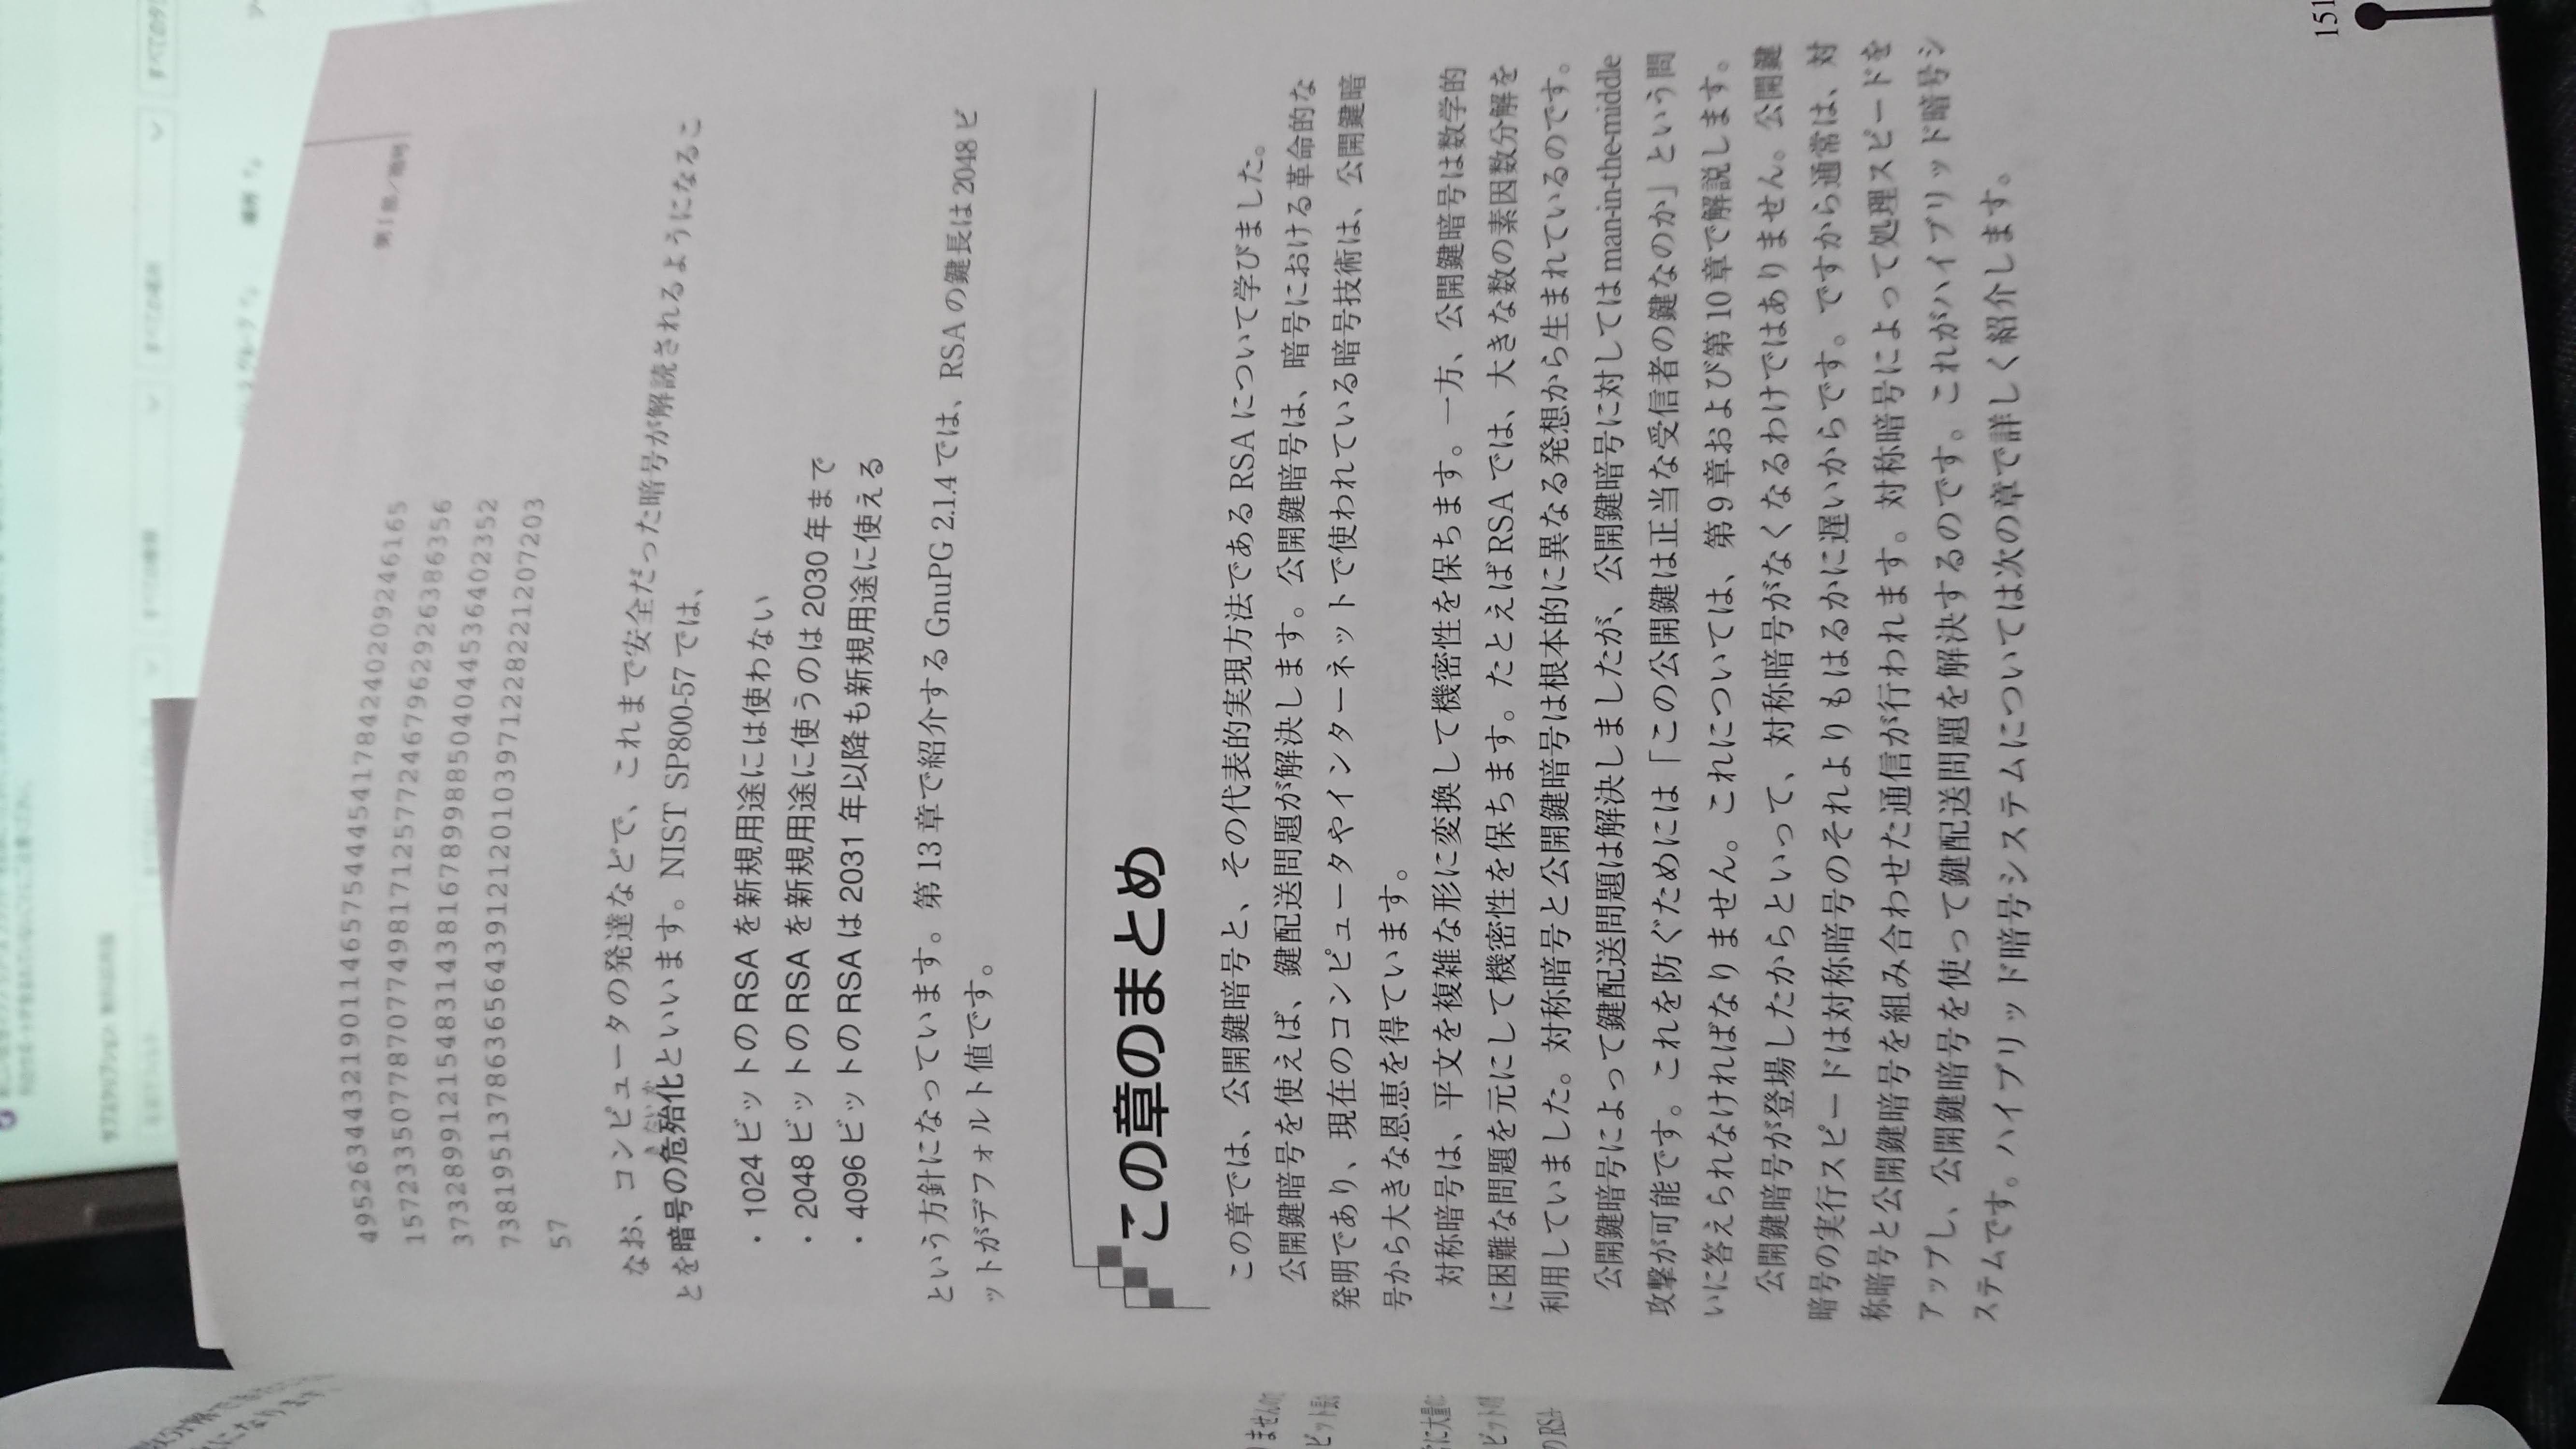 サブスクリプション:
すべての場所
第1部／暗号
495263443219011465754445417842402092461 65
157233507787077498171257724679629263863 56
373289912154831438167899885040445364023 52
738195137863656439121201039712282212072 03
57
なお、コンピュータの発達などで、これまで安全だった暗号が解読されるようになるこ
きたいか
とを暗号の危殆化といいます。NIST SP800-57では、
・1024ビットのRSAを新規用途には使わない
・2048ビットのRSAを新規用途に使うのは2030年まで
・4096ビットのRSAは2031年以降も新規用途に使える
という方針になっています。第13章で紹介するGnuPG 2.1.4では、RSAの鍵長は2048ビ
ットがデフォルト値です。
この章のまとめ
この章では、公開鍵暗号と、その代表的実現方法であるRSAについて学びました。
公開鍵暗号を使えば、鍵配送問題が解決します。公開鍵暗号は、暗号における革命的な
発明であり、現在のコンピュータやインターネットで使われている暗号技術は、公開鍵暗
号から大きな恩恵を得ています。
対称暗号は、平文を複雑な形に変換して機密性を保ちます。一方、公開鍵暗号は数学的
に困難な問題を元にして機密性を保ちます。たとえばRSAでは、大きな数の素因数分解を
利用していました。対称暗号と公開鍵暗号は根本的に異なる発想から生まれているのです。
公開鍵暗号によって鍵配送問題は解決しましたが、公開鍵暗号に対してはman-in-the-middle
攻撃が可能です。これを防ぐためには「この公開鍵は正当な受信者の鍵なのか」という問
いに答えられなければなりません。これについては、第9章および第10章で解説します。
公開鍵暗号が登場したからといって、対称暗号がなくなるわけではありません。公開鍵
暗号の実行スピードは対称暗号のそれよりもはるかに遅いからです。ですから通常は、対
称暗号と公開鍵暗号を組み合わせた通信が行われます。対称暗号によって処理スピードを
アップし、公開鍵暗号を使って鍵配送問題を解決するのです。これがハイブリッド暗号シ
ステムです。ハイブリッド暗号システムについては次の章で詳しく紹介します。
151